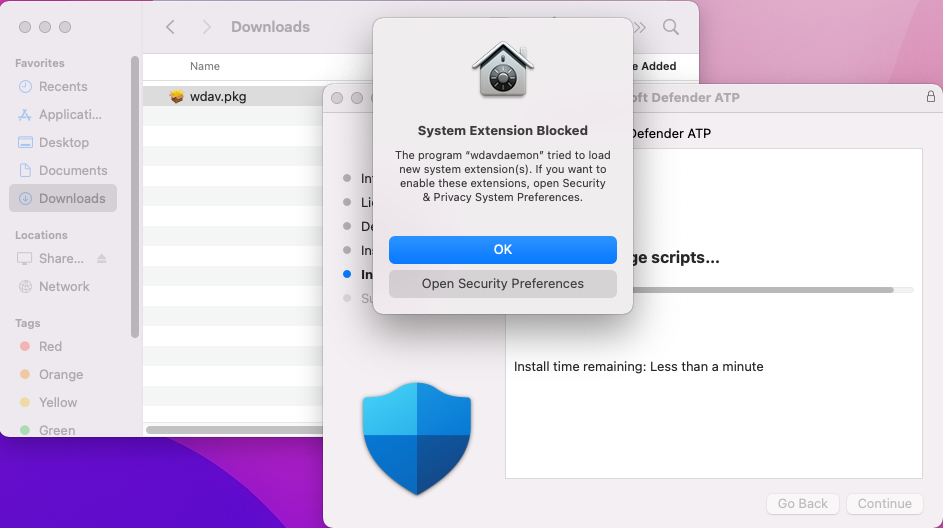 Downloads
Favorites
Recents
Applicati...
Desktop
Documents
Downloads
Locations
Share...
Network
Tags
Red
Orange
Yellow
Green
Name
e Added
wdav.pkg
oft Defender ATP
Defender ATP
In
Lic
De
Ins
In
Su
ge scripts...
Install time remaining: Less than a minute
Go Back
Continue
System Extension Blocked
The program “wdavdaemon” tried to load
new system extension(s). If you want to
enable these extensions, open Security
& Privacy System Preferences.
OK
Open Security Preferences